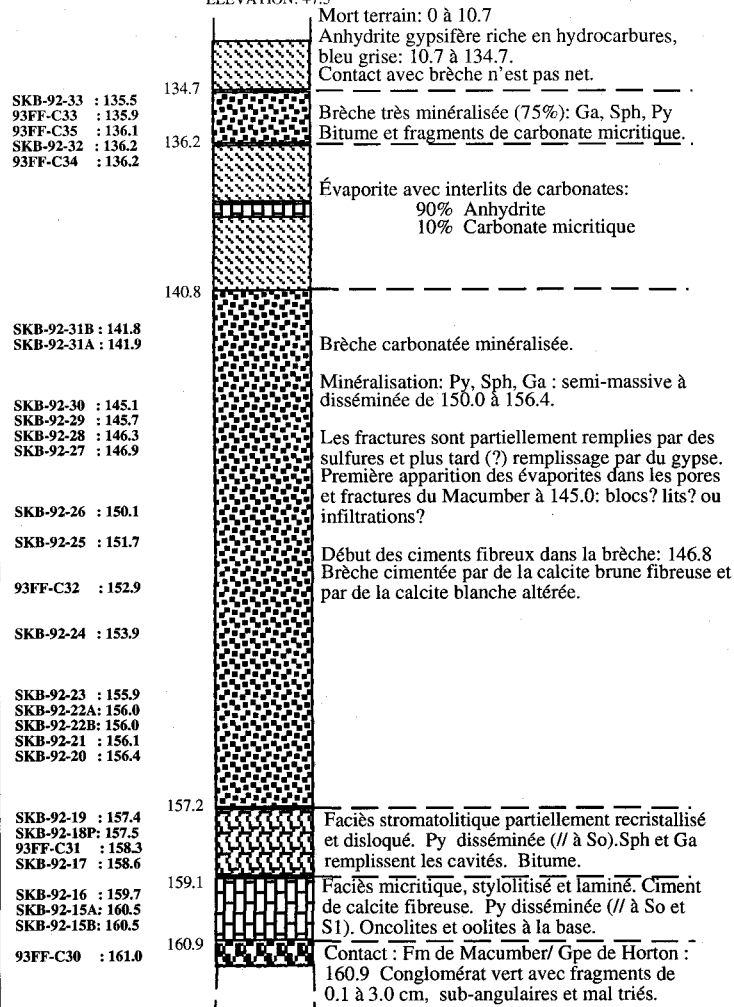 Mort terrain: 0 à 10.7
Anhydrite gypsifère riche en hydrocarbures,
bleu grise: 10.7 à 134.7.
Contact avec brèche n'est pas net.
134.7
SKB-92-33 : 135.5
93FF-C33 : 135.9
93FF-C35 : 136.1
SKB-92-32 : 136.2
93FF-C34 : 136.2
Brèche très minéralisée (75%): Ga, Sph, Py
Bitume et fragments de carbonate micritique.
136.2
Évaporite avec interlits de carbonates:
90% Anhydrite
10% Carbonate micritique
140.8
SKB-92-31B : 141.8
SKB-92-31A : 141.9
Brèche carbonatée minéralisée.
Minéralisation: Py, Sph, Ga : semi-massive à
disséminée de 150.0 à 156.4.
SKB-92-30 : 145.1
SKB-92-29 : 145.7
SKB-92-28 : 146.3
SKB-92-27 : 146.9
Les fractures sont partiellement remplies par des
sulfures et plus tard (?) remplissage par du gypse.
Première apparition des évaporites dans les pores
et fractures du Macumber à 145.0: blocs? lits? ou
infiltrations?
SKB-92-26 : 150.1
SKB-92-25 : 151.7
Début des ciments fibreux dans la brèche: 146.8
Brèche cimentée par de la calcite brune fibreuse et
par de la calcite blanche altérée.
93FF-C32 : 152.9
SKB-92-24 : 153.9
SKB-92-23 : 155.9
SKB-92-22A: 156.0
SKB-92-22B: 156.0
SKB-92-21 : 156.1
SKB-92-20 : 156.4
157.2
SKB-92-19 : 157.4
SKB-92-18P: 157.5
93FF-C31 : 158.3
SKB-92-17 : 158.6
Faciès stromatolitique partiellement recristallisé
et disloqué. Py disséminée (// à So).Sph et Ga
remplissent les cavités. Bitume.
159.1
SKB-92-16 : 159.7
SKB-92-15A: 160.5
SKB-92-15B: 160.5
Faciès micritique, stylolitisé et laminé. Ciment
de calcite fibreuse. Py disséminée (// à So et
S1). Oncolites et oolites à la base.
160.9
93FF-C30 : 161.0
Contact : Fm de Macumber/ Gpe de Horton :
160.9 Conglomérat vert avec fragments de
0.1 à 3.0 cm, sub-angulaires et mal triés.